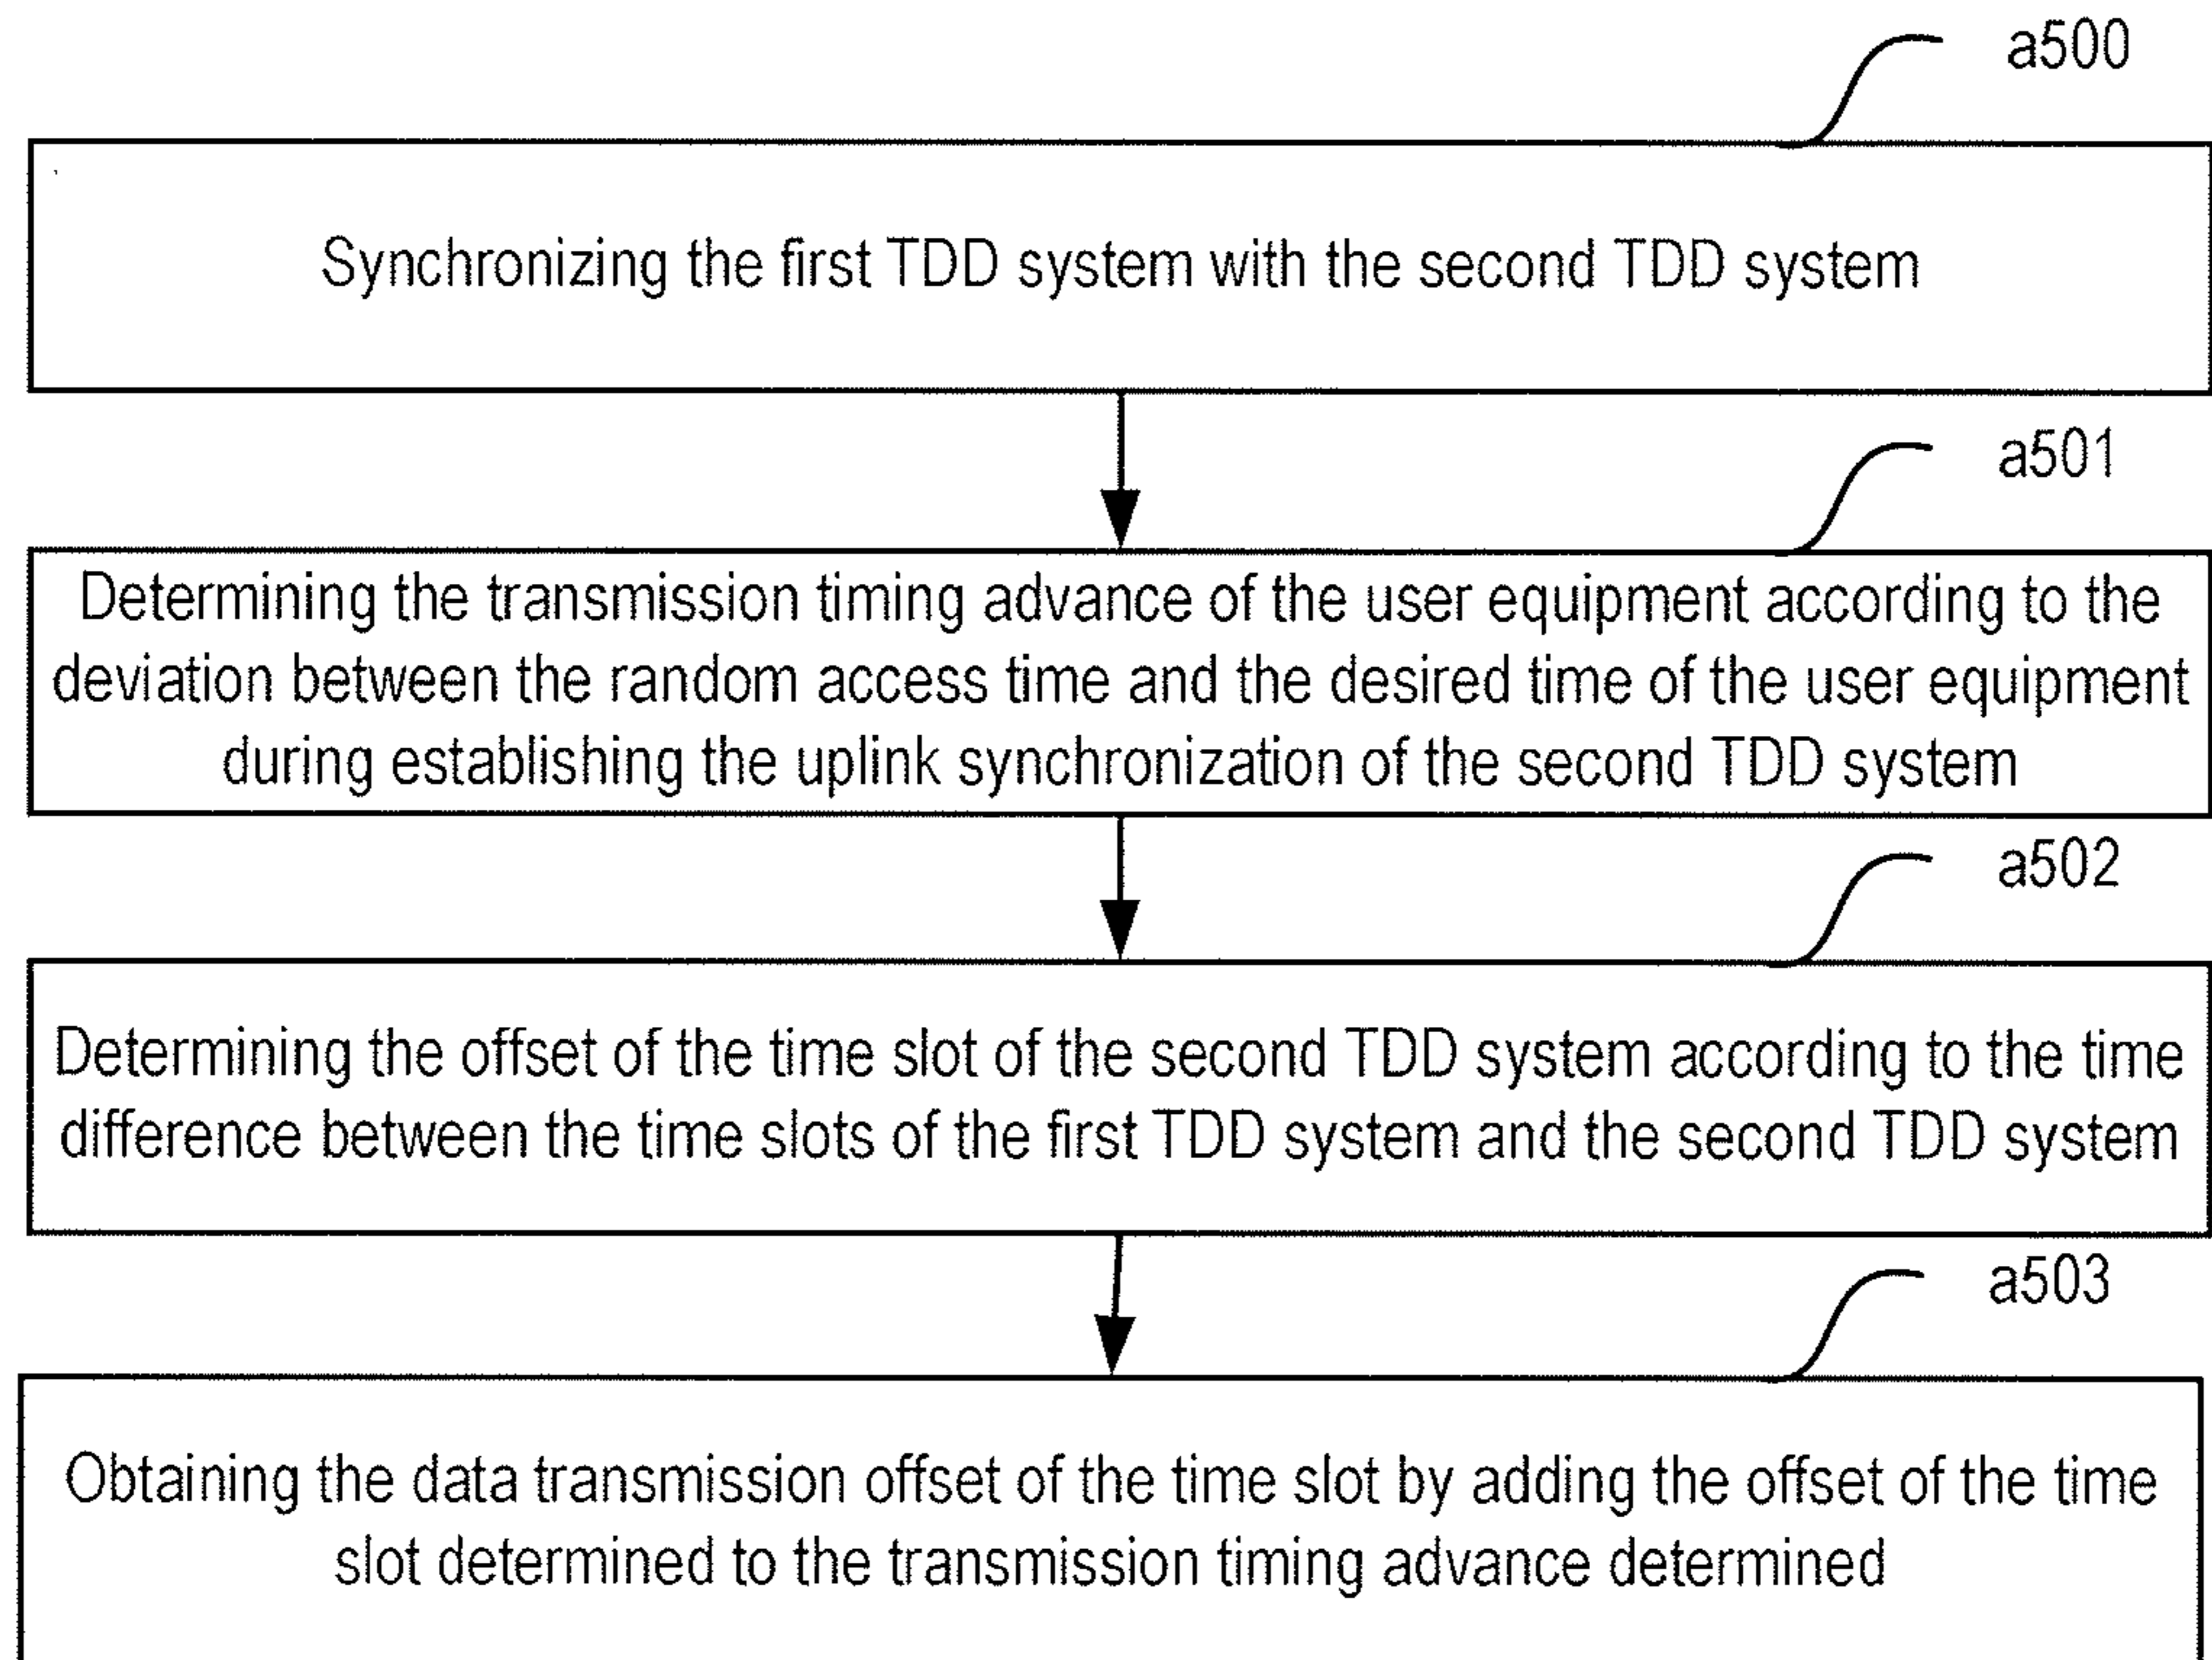 a500
Synchronizing the first TDD system with the second TDD system
a501
Determining the transmission timing advance of the user equipment according to the
deviation between the random access time and the desired time of the user equipment
during establishing the uplink synchronization of the second TDD system
a502
Determining the offset of the time slot of the second TDD system according to the time
difference between the time slots of the first TDD system and the second TDD system
a503
Obtaining the data transmission offset of the time slot by adding the offset of the time
slot determined to the transmission timing advance determined